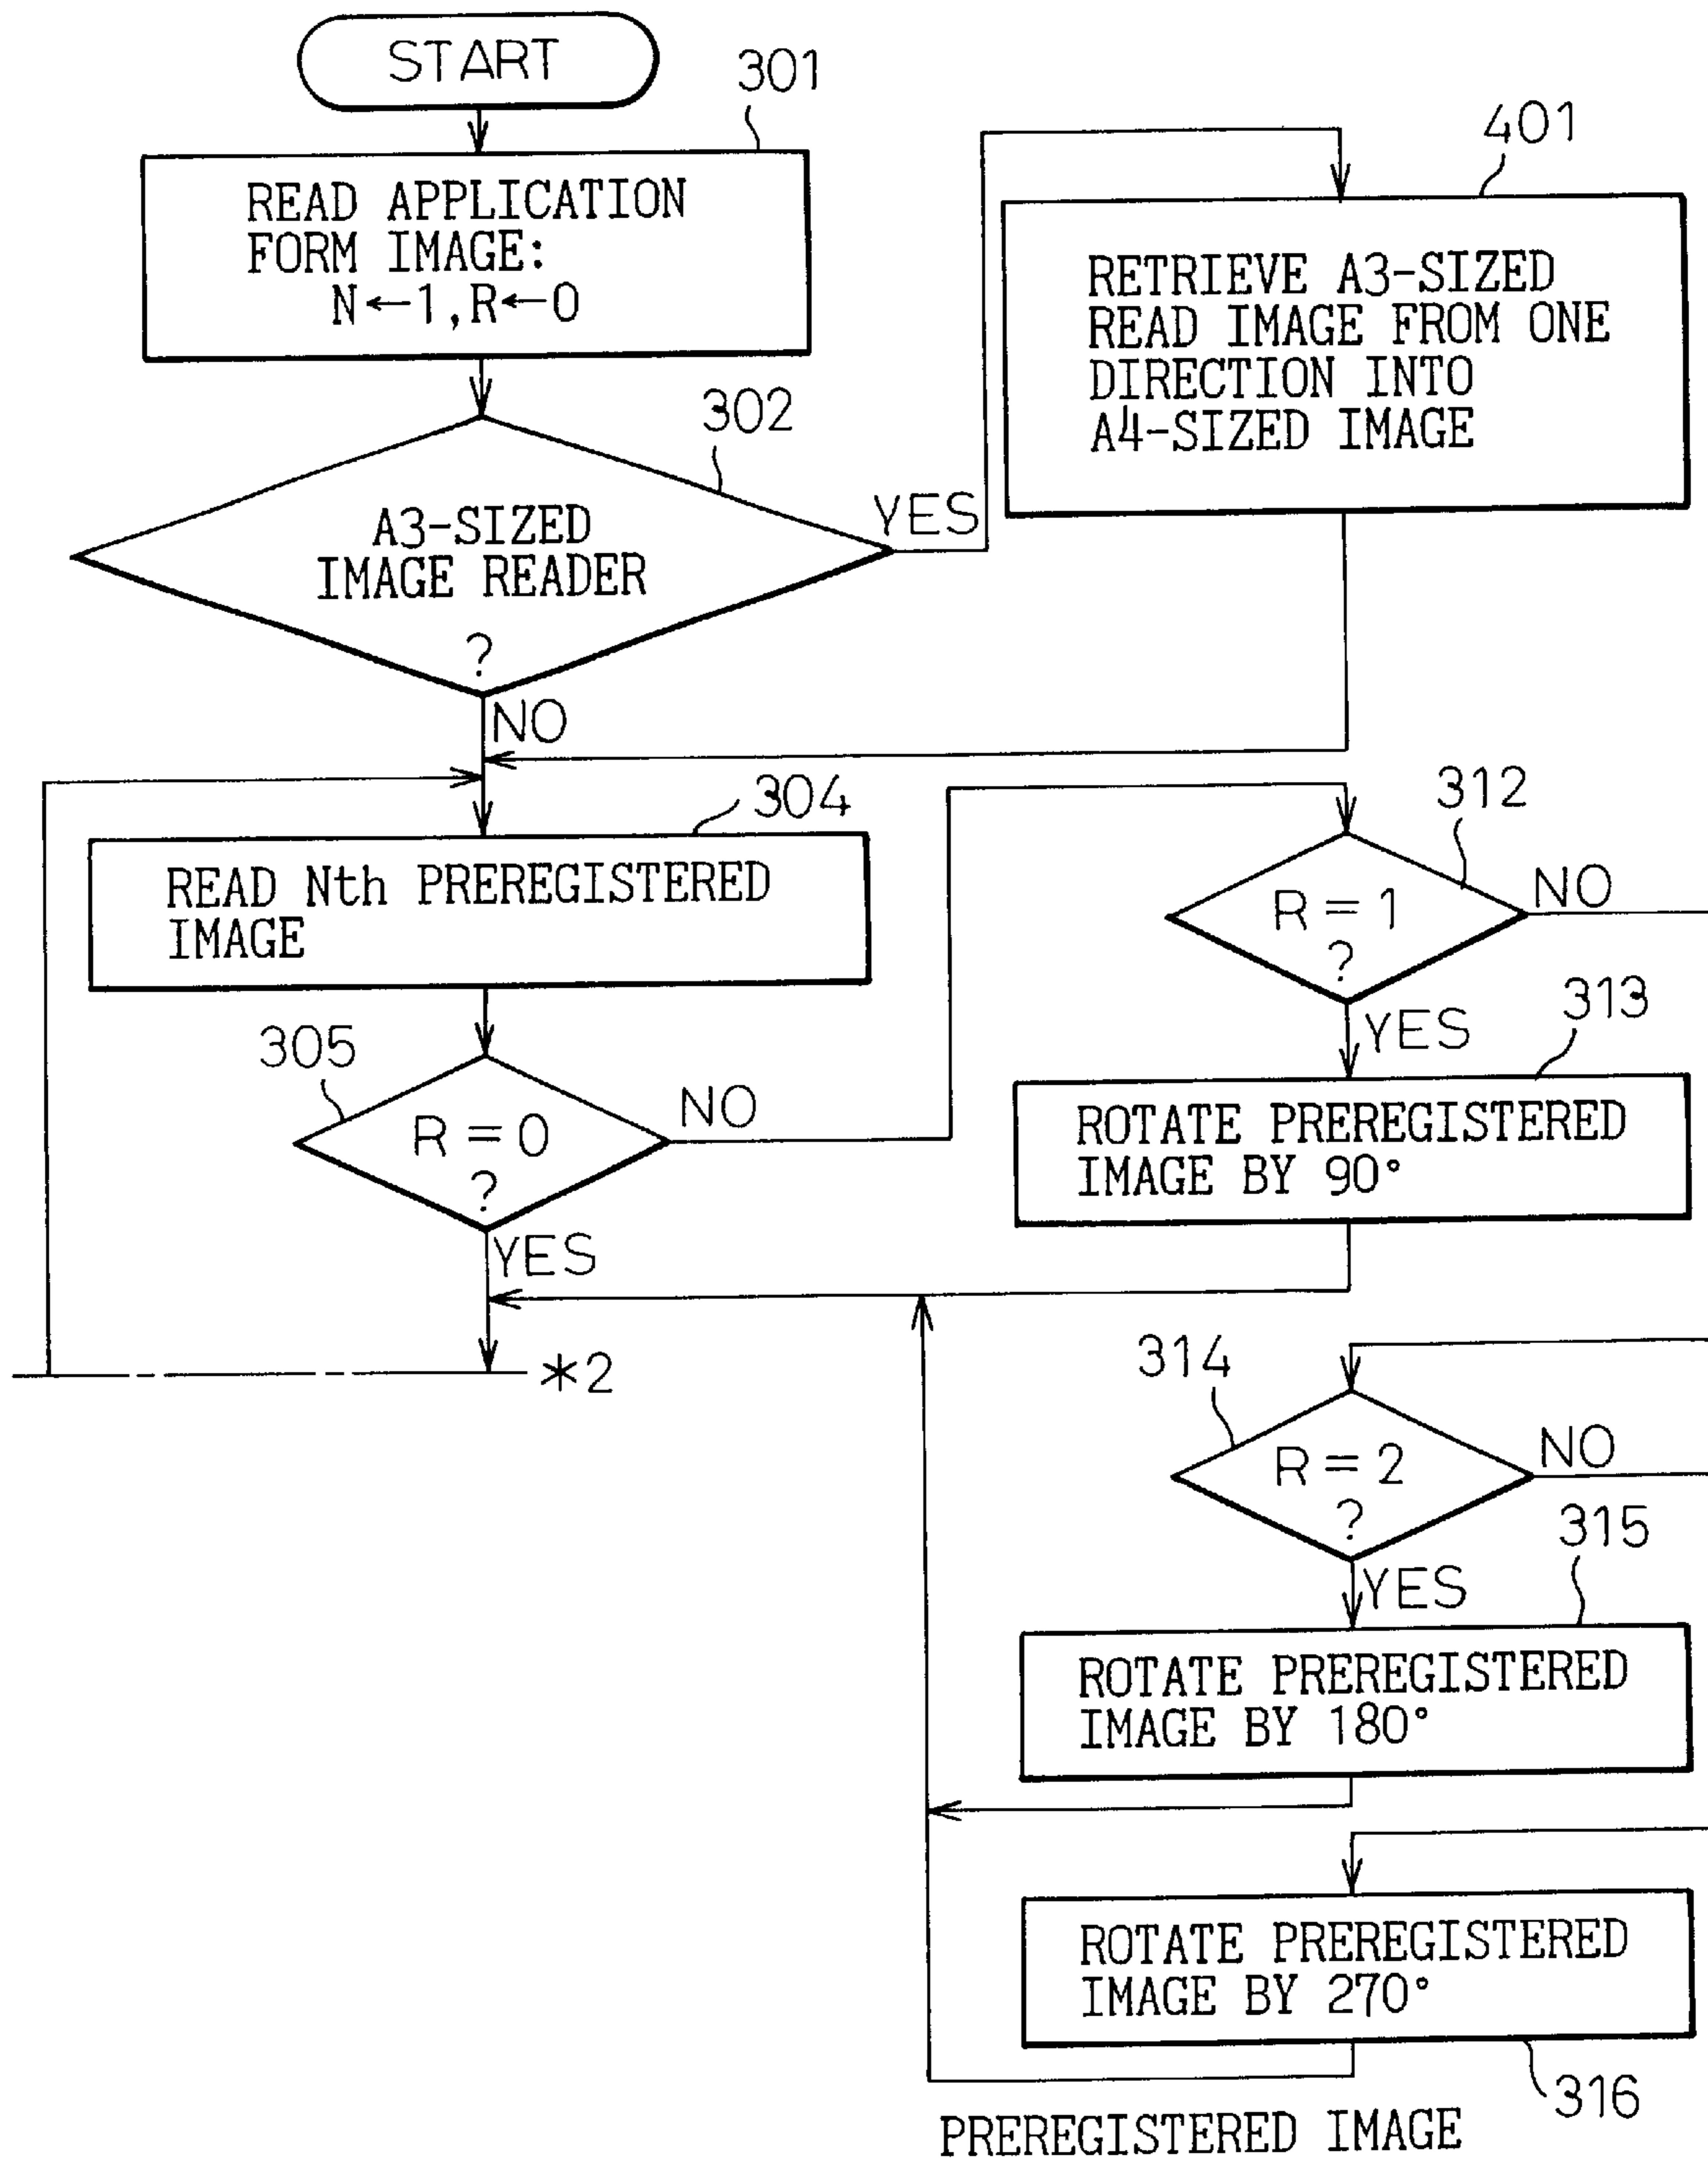 START
301
READ APPLICATION
FORM IMAGE:
N←1,R←0
302
A3-SIZED
IMAGE READER
?
YES
NO
401
RETRIEVE A3-SIZED
READ IMAGE FROM ONE
DIRECTION INTO
A4-SIZED IMAGE
304
READ Nth PREREGISTERED
IMAGE
305
R=0
?
NO
YES
*2
312
R=1
?
NO
YES
313
ROTATE PREREGISTERED
IMAGE BY 90°
314
R=2
?
NO
YES
315
ROTATE PREREGISTERED
IMAGE BY 180°
ROTATE PREREGISTERED
IMAGE BY 270°
316
PREREGISTERED IMAGE